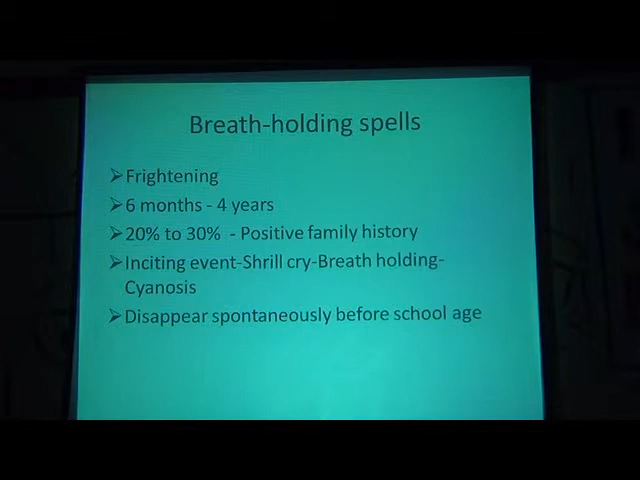 Breath-holding spells
➢Frightening
➢6 months - 4 years
➢20% to 30%  - Positive family history
➢Inciting event-Shrill cry-Breath holding-
Cyanosis
➢Disappear spontaneously before school age